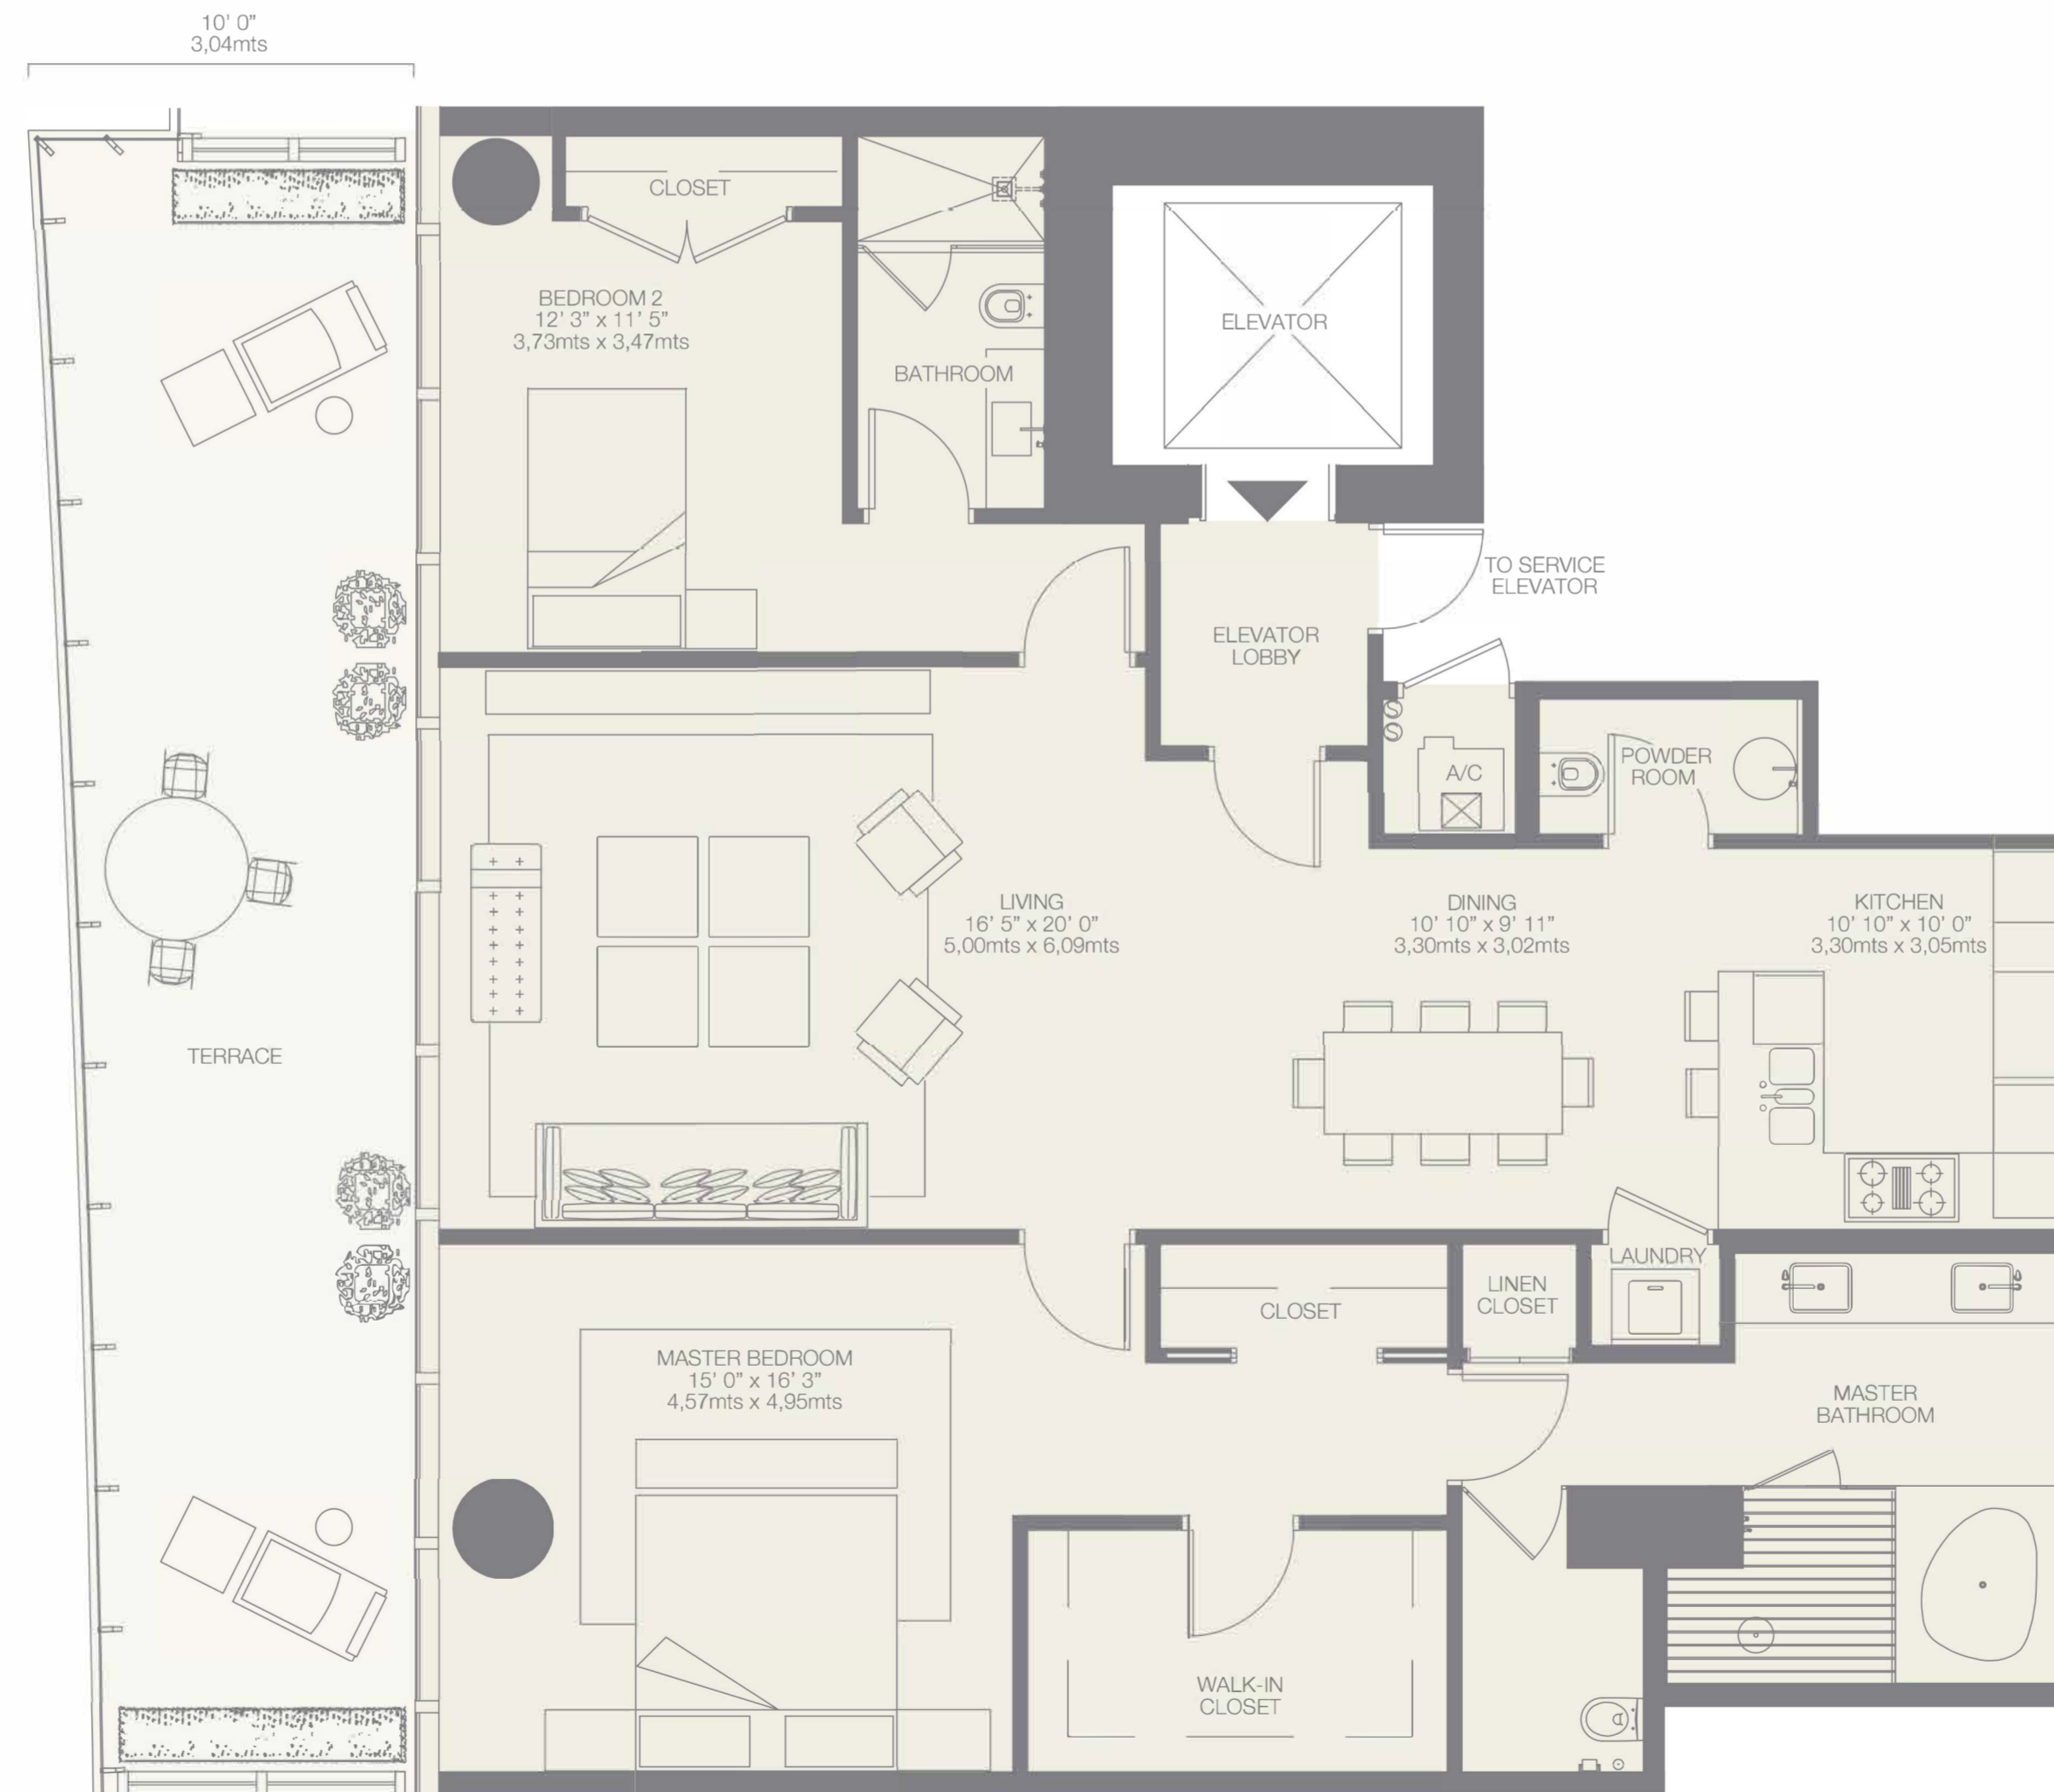 10' 0”
3,04mts
CLOSET
BEDROOM 2
12' 3” x 11' 5”
3,73mts x 3,47mts
BATHROOM
ELEVATOR
TO SERVICE
ELEVATOR
ELEVATOR
LOBBY
A/C
POWDER
ROOM
S
S
LIVING
16' 5” x 20' 0”
5,00mts x 6,09mts
DINING
10' 10” x 9' 11”
3,30mts x 3,02mts
KITCHEN
10' 10” x 10' 0”
3,30mts x 3,05mts
TERRACE
LAUNDRY
LINEN
CLOSET
CLOSET
MASTER BEDROOM
15' 0” x 16' 3”
4,57mts x 4,95mts
MASTER
BATHROOM
WALK-IN
CLOSET